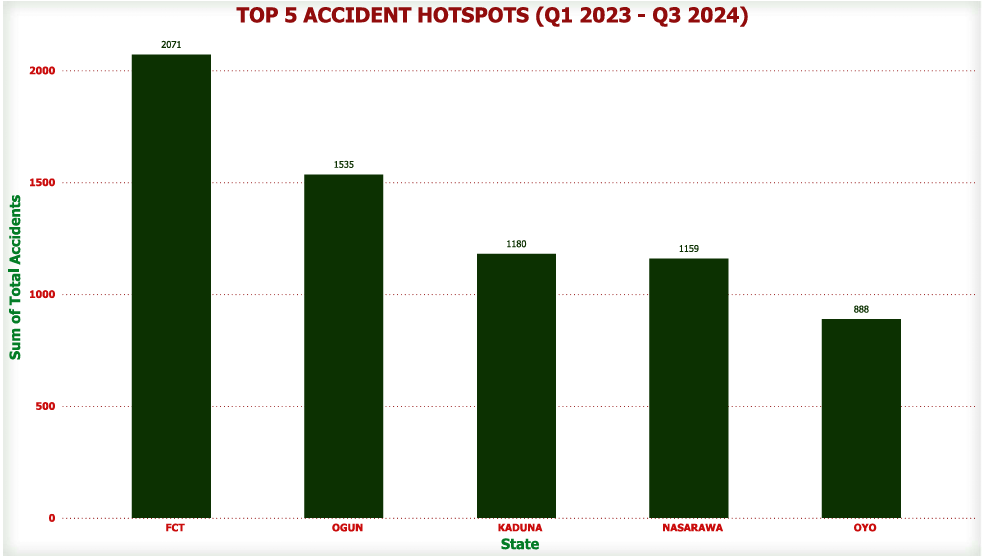 TOP 5 ACCIDENT HOTSPOTS (Q1 2023 - Q3 2024)
Sum of Total Accidents
2000
1500
1000
500
0
2071
1535
1180
1159
888
FCT
OGUN
KADUNA
NASARAWA
OYO
State